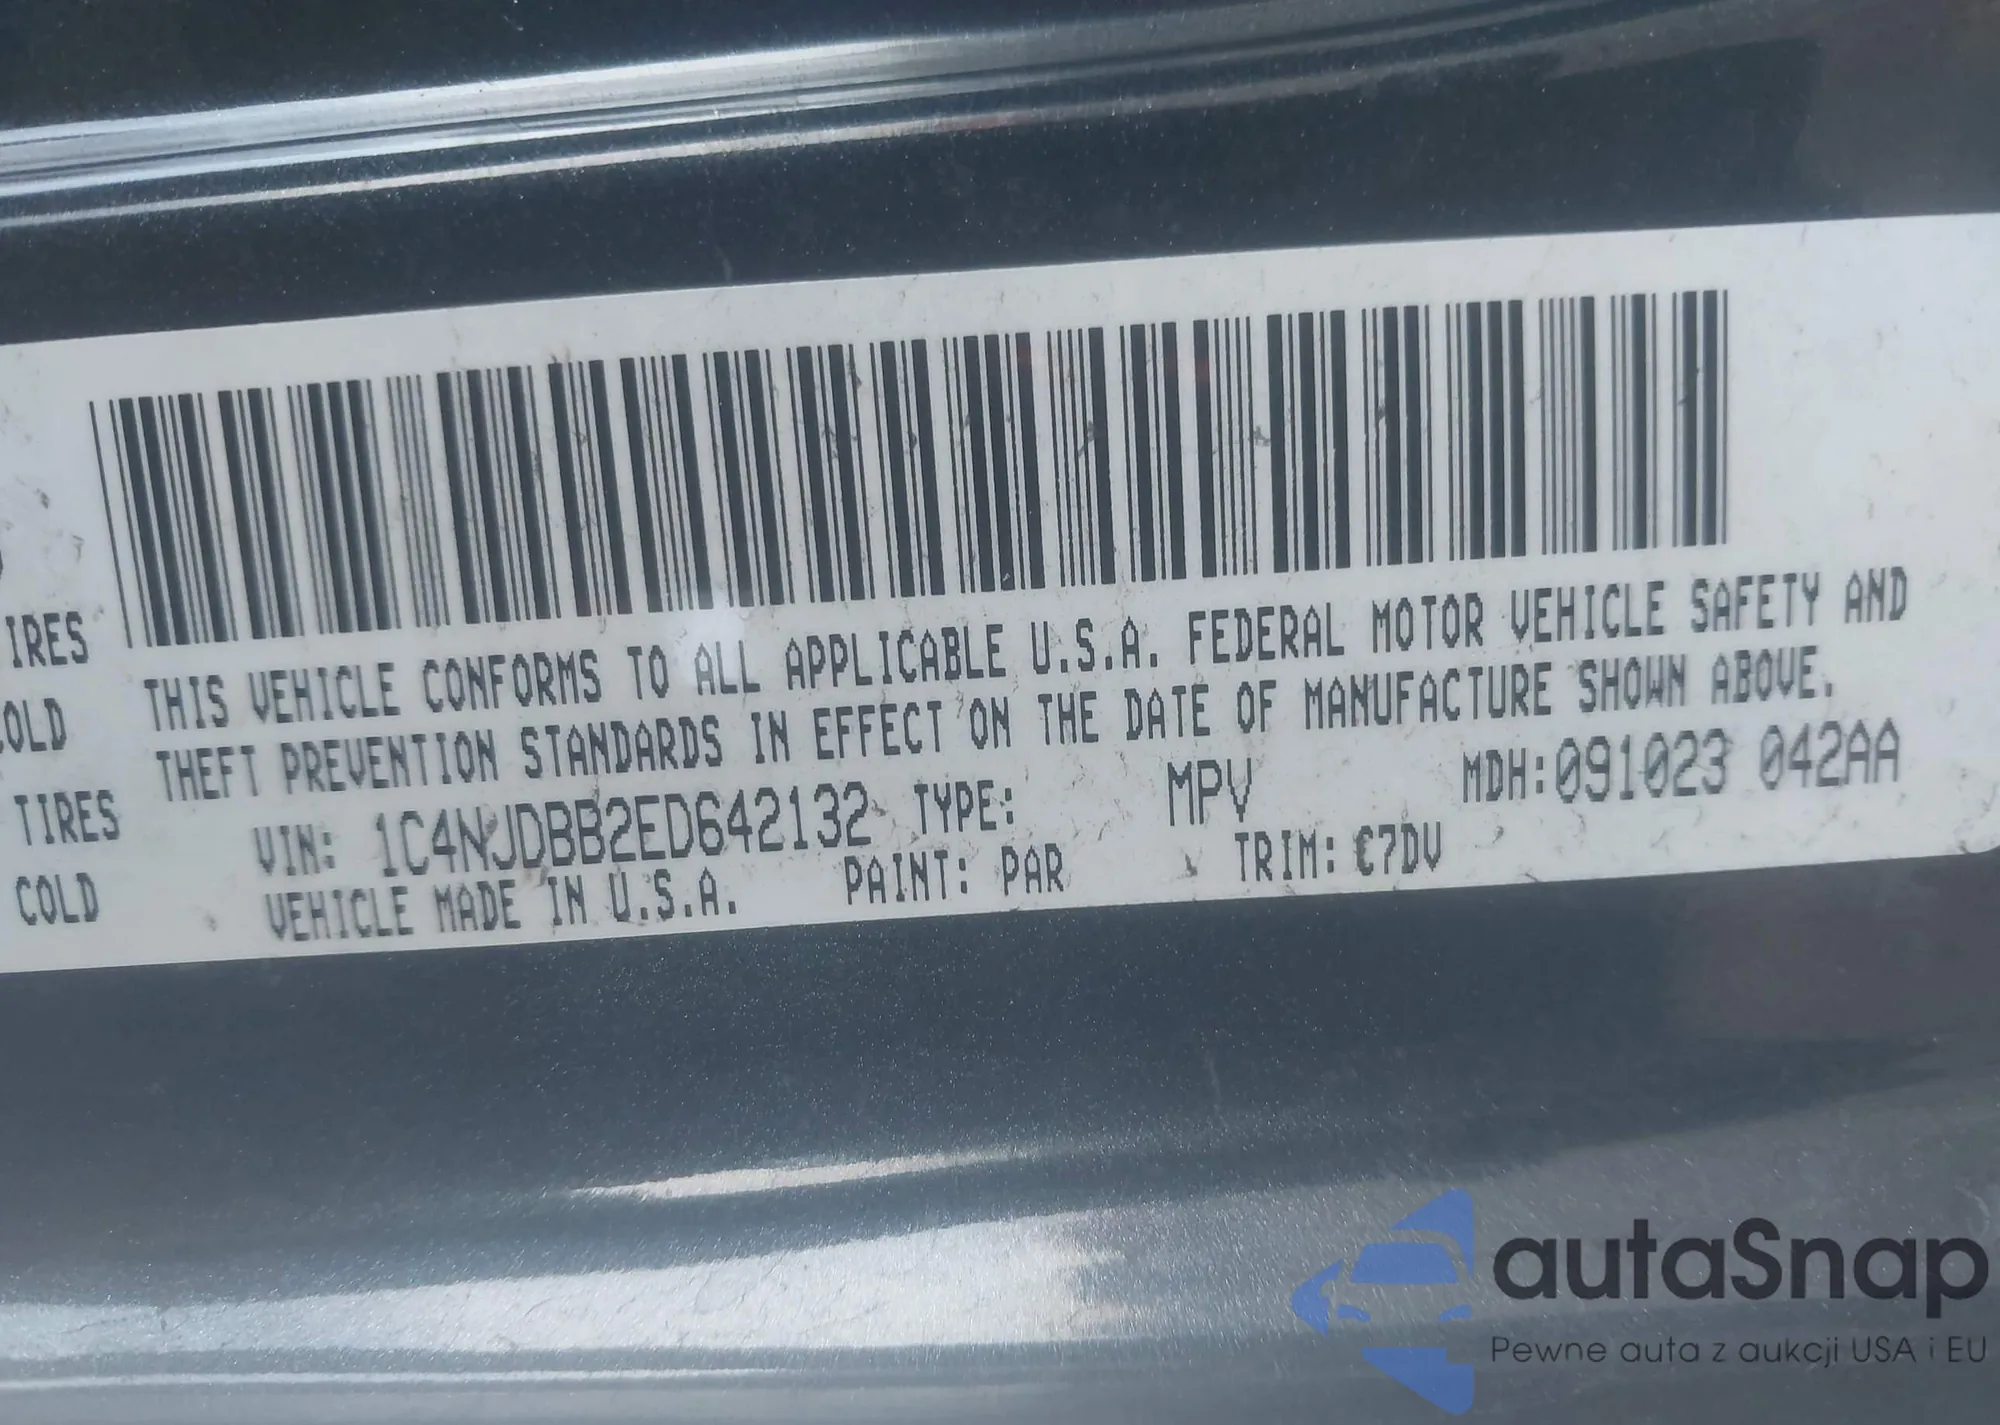 IRES
THIS VEHICLE CONFORMS TO ALL APPLICABLE U.S.A. FEDERAL MOTOR VEHICLE SAFETY AND
OLD
THEFT PREVENTION STANDARDS IN EFFECT ON THE DATE OF MANUFACTURE SHOWN ABOVE.
TIRES
VIN: 1C4NJDBB2ED642132 TYPE: MPV MDH:091023 042AA
COLD
VEHICLE MADE IN U.S.A. PAINT: PAR TRIM: C7DV
autaSnap
Pewne auta z aukcji USA i EU